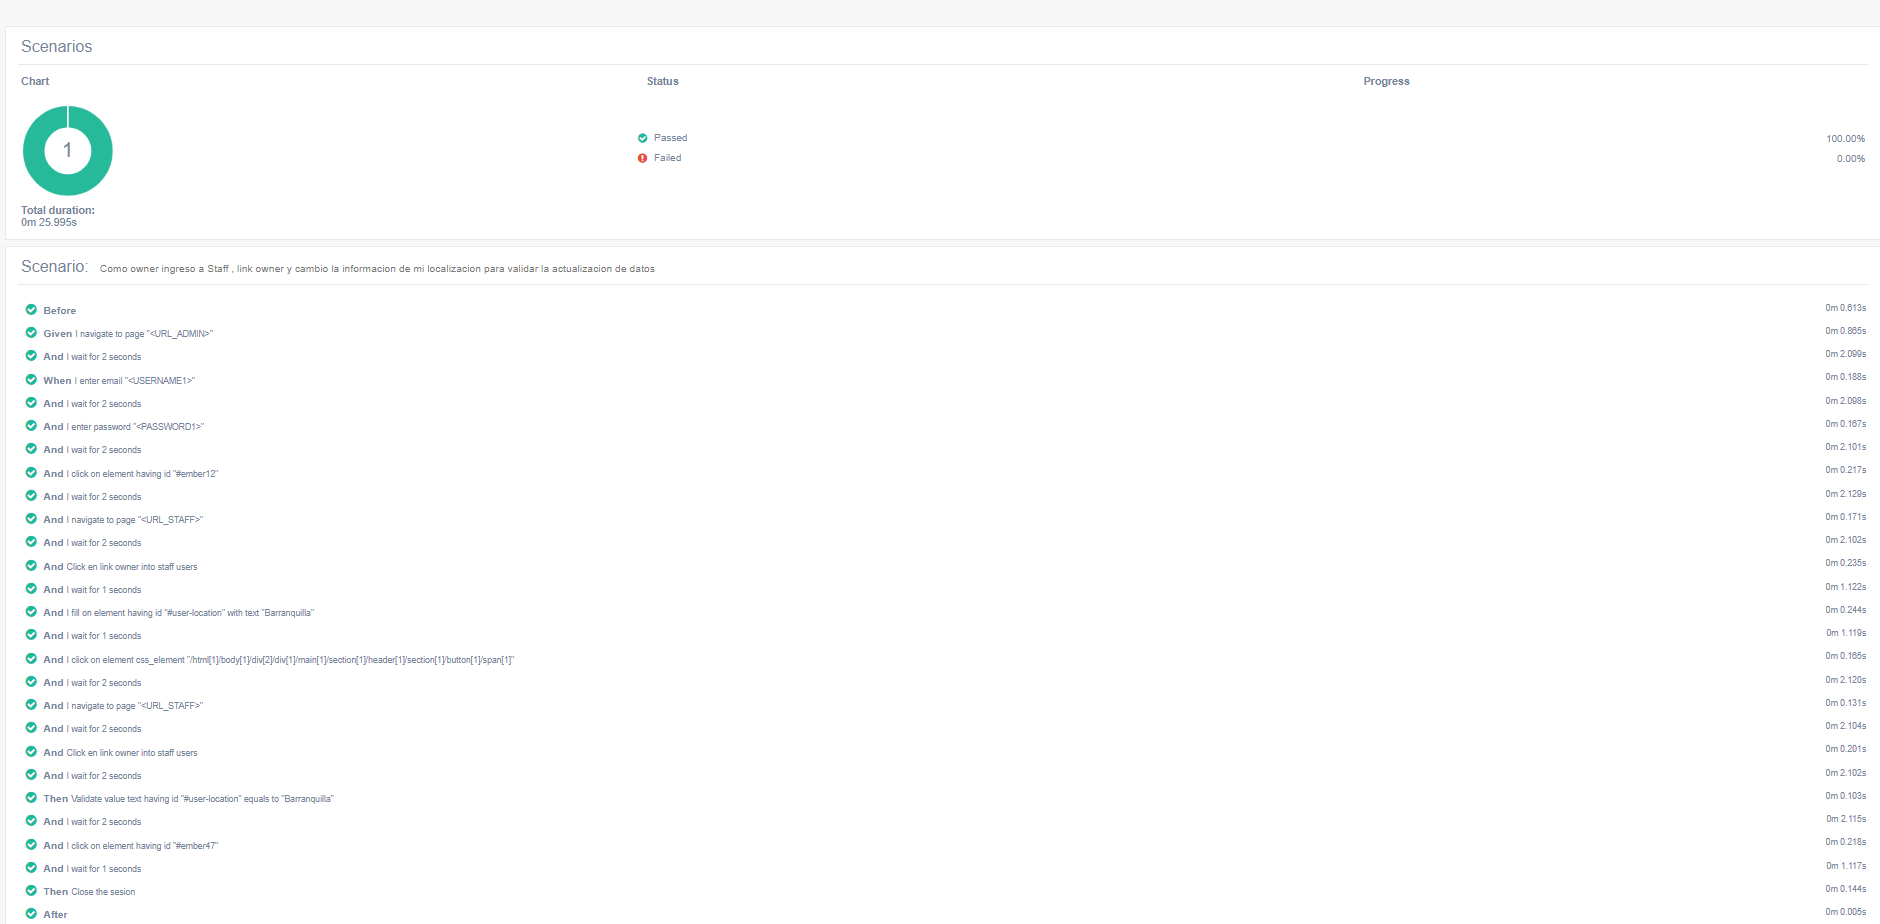 Scenarios
Chart Status Progress
1
Passed 100.00%
Failed 0.00%
Total duration:
0m 25.995s
Scenario: Como owner ingreso a Staff , link owner y cambio la informacion de mi localizacion para validar la actualizacion de datos
Before 0m 0.613s
Given I navigate to page "<URL_ADMIN>" 0m 0.865s
And I wait for 2 seconds 0m 2.099s
When I enter email "<USERNAME1>" 0m 0.188s
And I wait for 2 seconds 0m 2.098s
And I enter password "<PASSWORD1>" 0m 0.167s
And I wait for 2 seconds 0m 2.101s
And I click on element having id "#ember12" 0m 0.217s
And I wait for 2 seconds 0m 2.129s
And I navigate to page "<URL_STAFF>" 0m 0.171s
And I wait for 2 seconds 0m 2.102s
And Click en link owner into staff users 0m 0.235s
And I wait for 1 seconds 0m 1.122s
And I fill on element having id "#user-location" with text "Barranquilla" 0m 0.244s
And I wait for 1 seconds 0m 1.119s
And I click on element css_element "/html[1]/body[1]/div[2]/div[1]/main[1]/section[1]/header[1]/section[1]/button[1]/span[1]" 0m 0.165s
And I wait for 2 seconds 0m 2.120s
And I navigate to page "<URL_STAFF>" 0m 0.131s
And I wait for 2 seconds 0m 2.104s
And Click en link owner into staff users 0m 0.201s
And I wait for 2 seconds 0m 2.102s
Then Validate value text having id "#user-location" equals to "Barranquilla" 0m 0.103s
And I wait for 2 seconds 0m 2.115s
And I click on element having id "#ember47" 0m 0.218s
And I wait for 1 seconds 0m 1.117s
Then Close the sesion 0m 0.144s
After 0m 0.005s